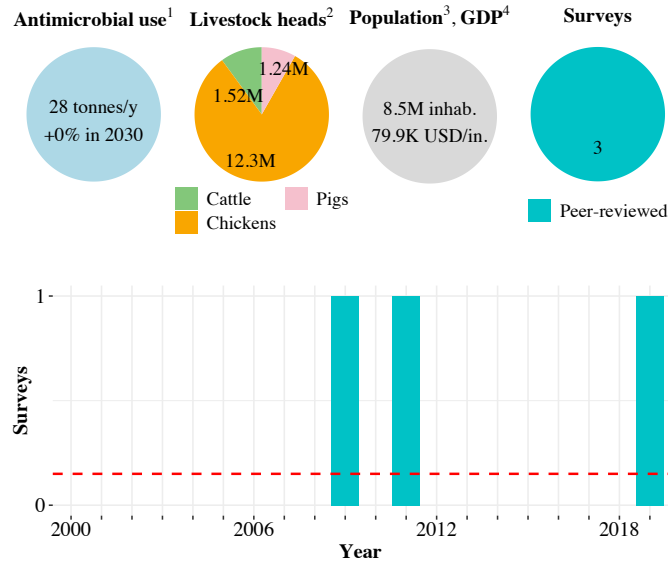 Antimicrobial use1
Livestock heads2
Population3, GDP4
Surveys
28 tonnes/y
+0% in 2030
1.24M
1.52M
12.3M
8.5M inhab.
79.9K USD/in.
3
Cattle
Pigs
Chickens
Peer-reviewed
1
0
Surveys
2000
2006
2012
2018
Year